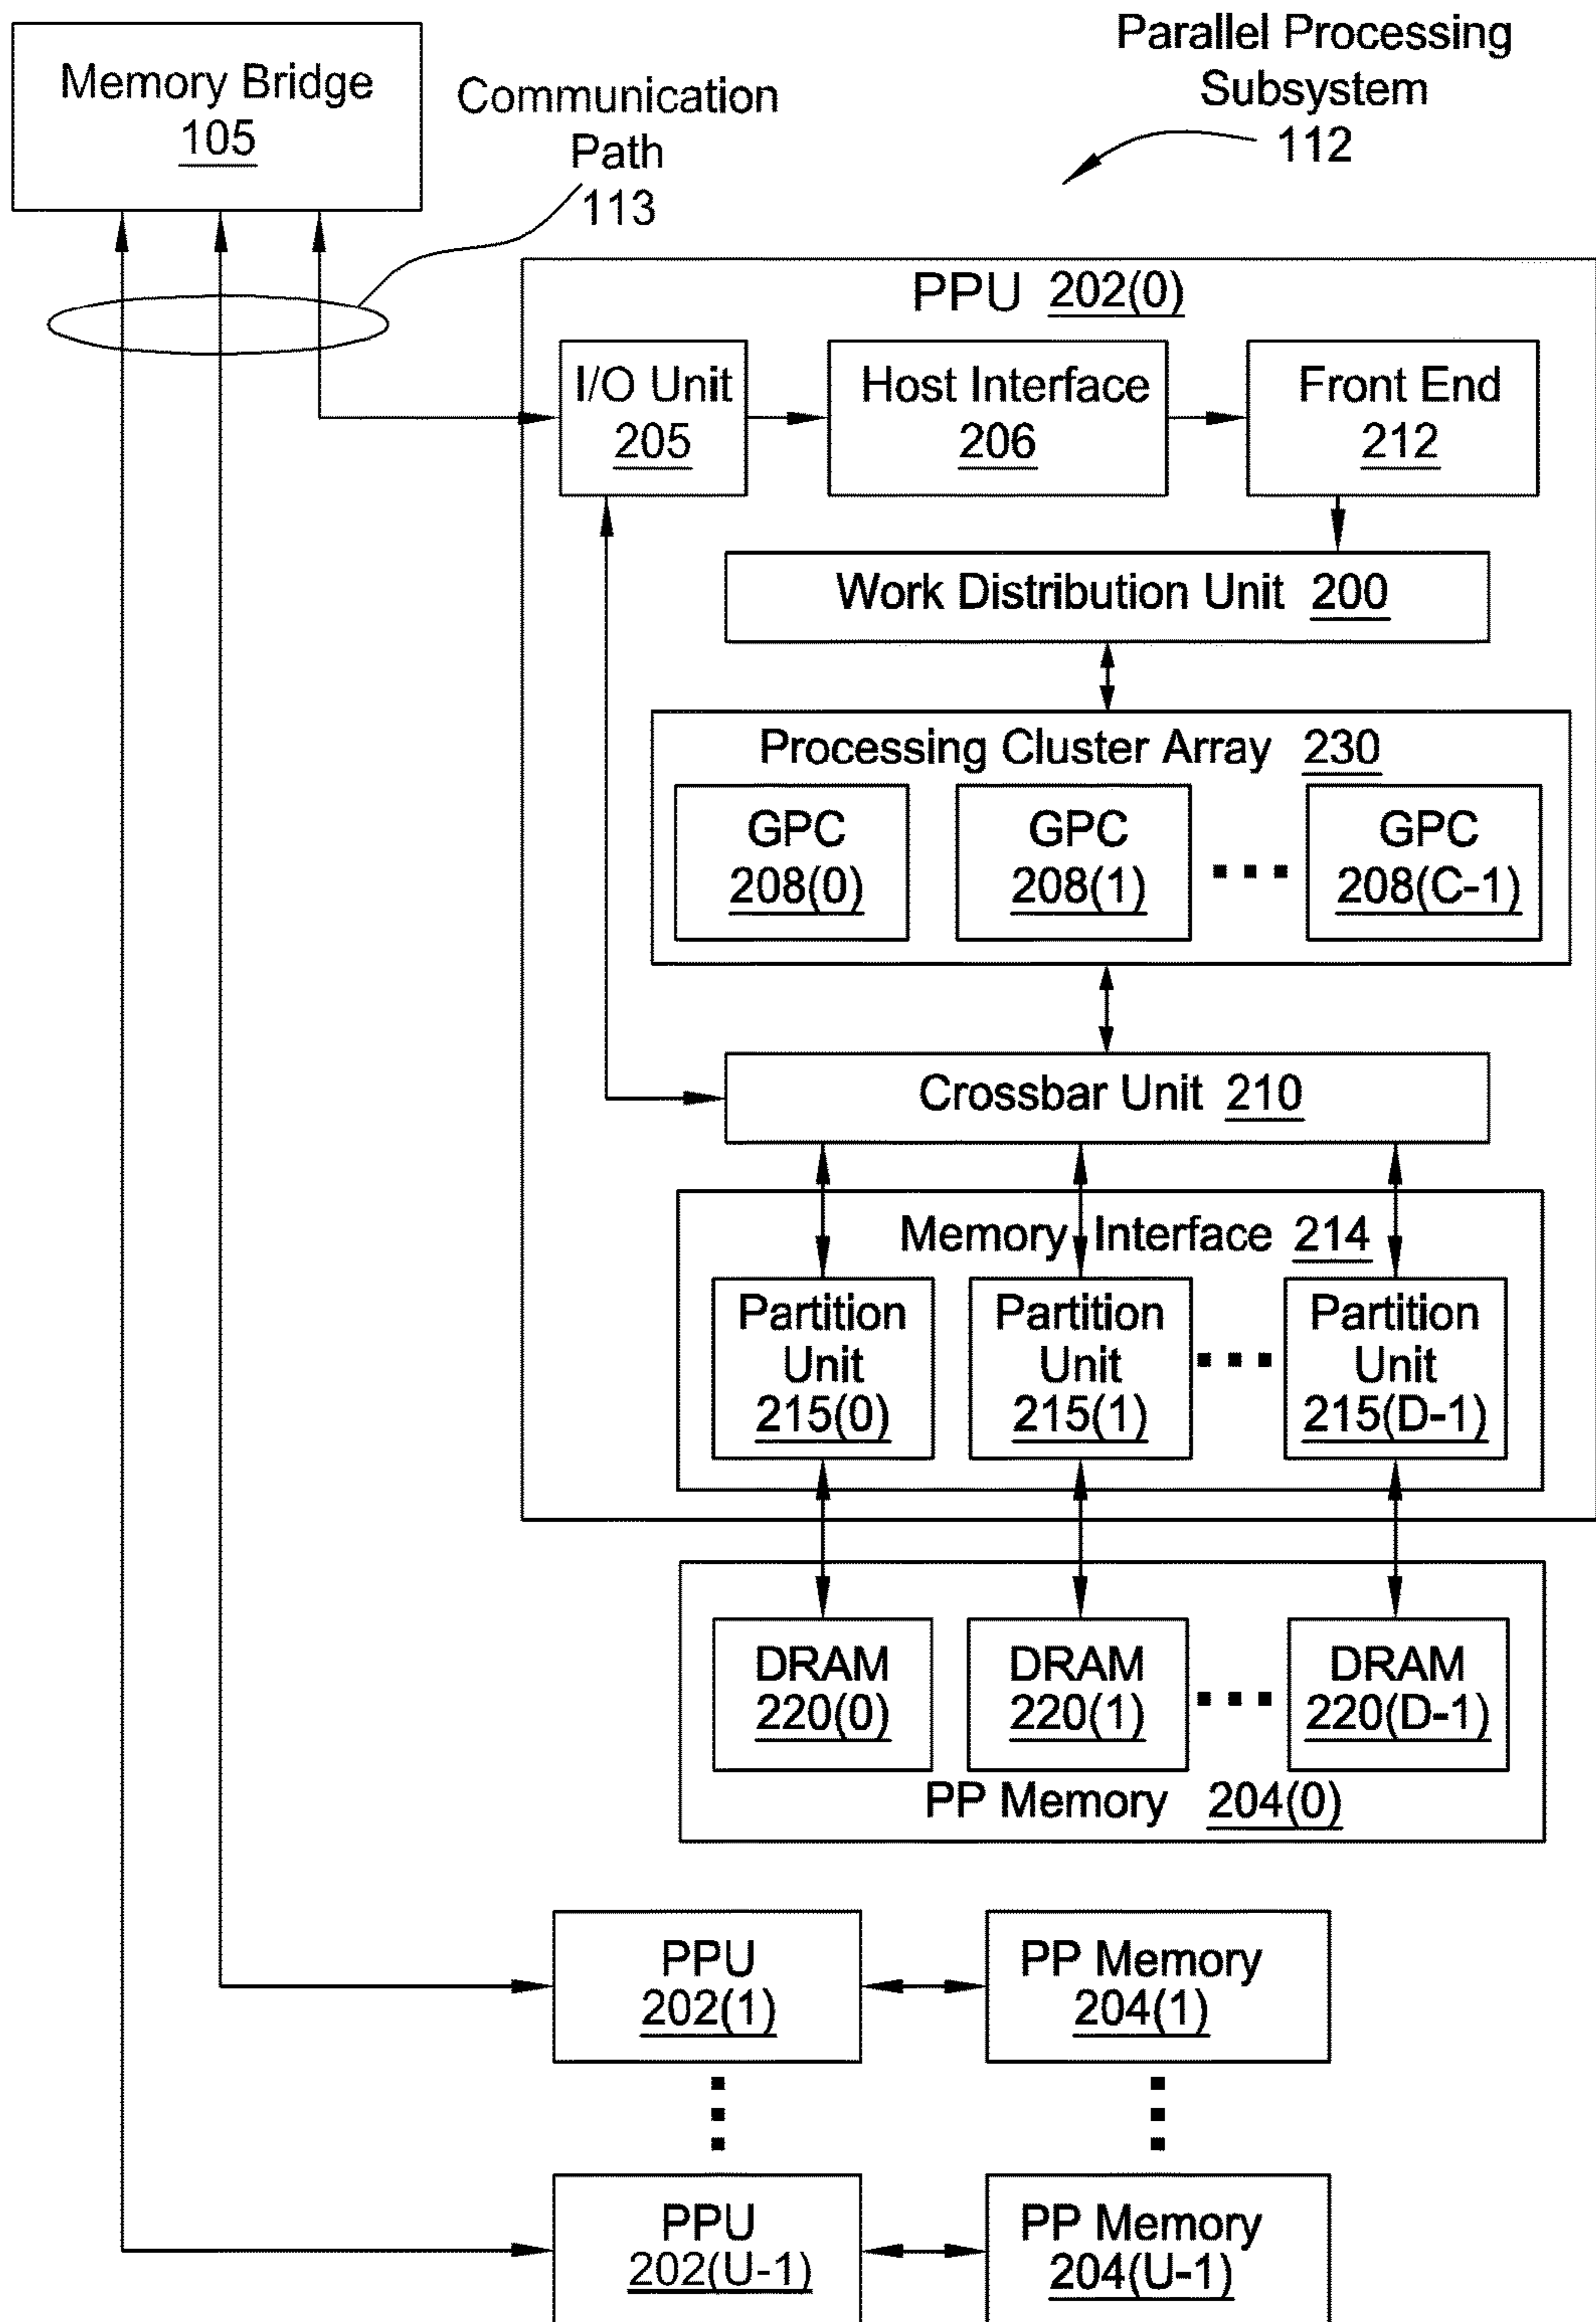 Parallel Processing
Subsystem
112
Memory Bridge
105
Communication
Path
113
PPU 202(0)
I/O Unit
205
Host Interface
206
Front End
212
Work Distribution Unit 200
Processing Cluster Array 230
GPC
208(0)
GPC
208(1)
GPC
208(C-1)
Crossbar Unit 210
Memory Interface 214
Partition
Unit
215(0)
Partition
Unit
215(1)
Partition
Unit
215(D-1)
DRAM
220(0)
DRAM
220(1)
DRAM
220(D-1)
PP Memory 204(0)
PPU
202(1)
PP Memory
204(1)
PPU
202(U-1)
PP Memory
204(U-1)